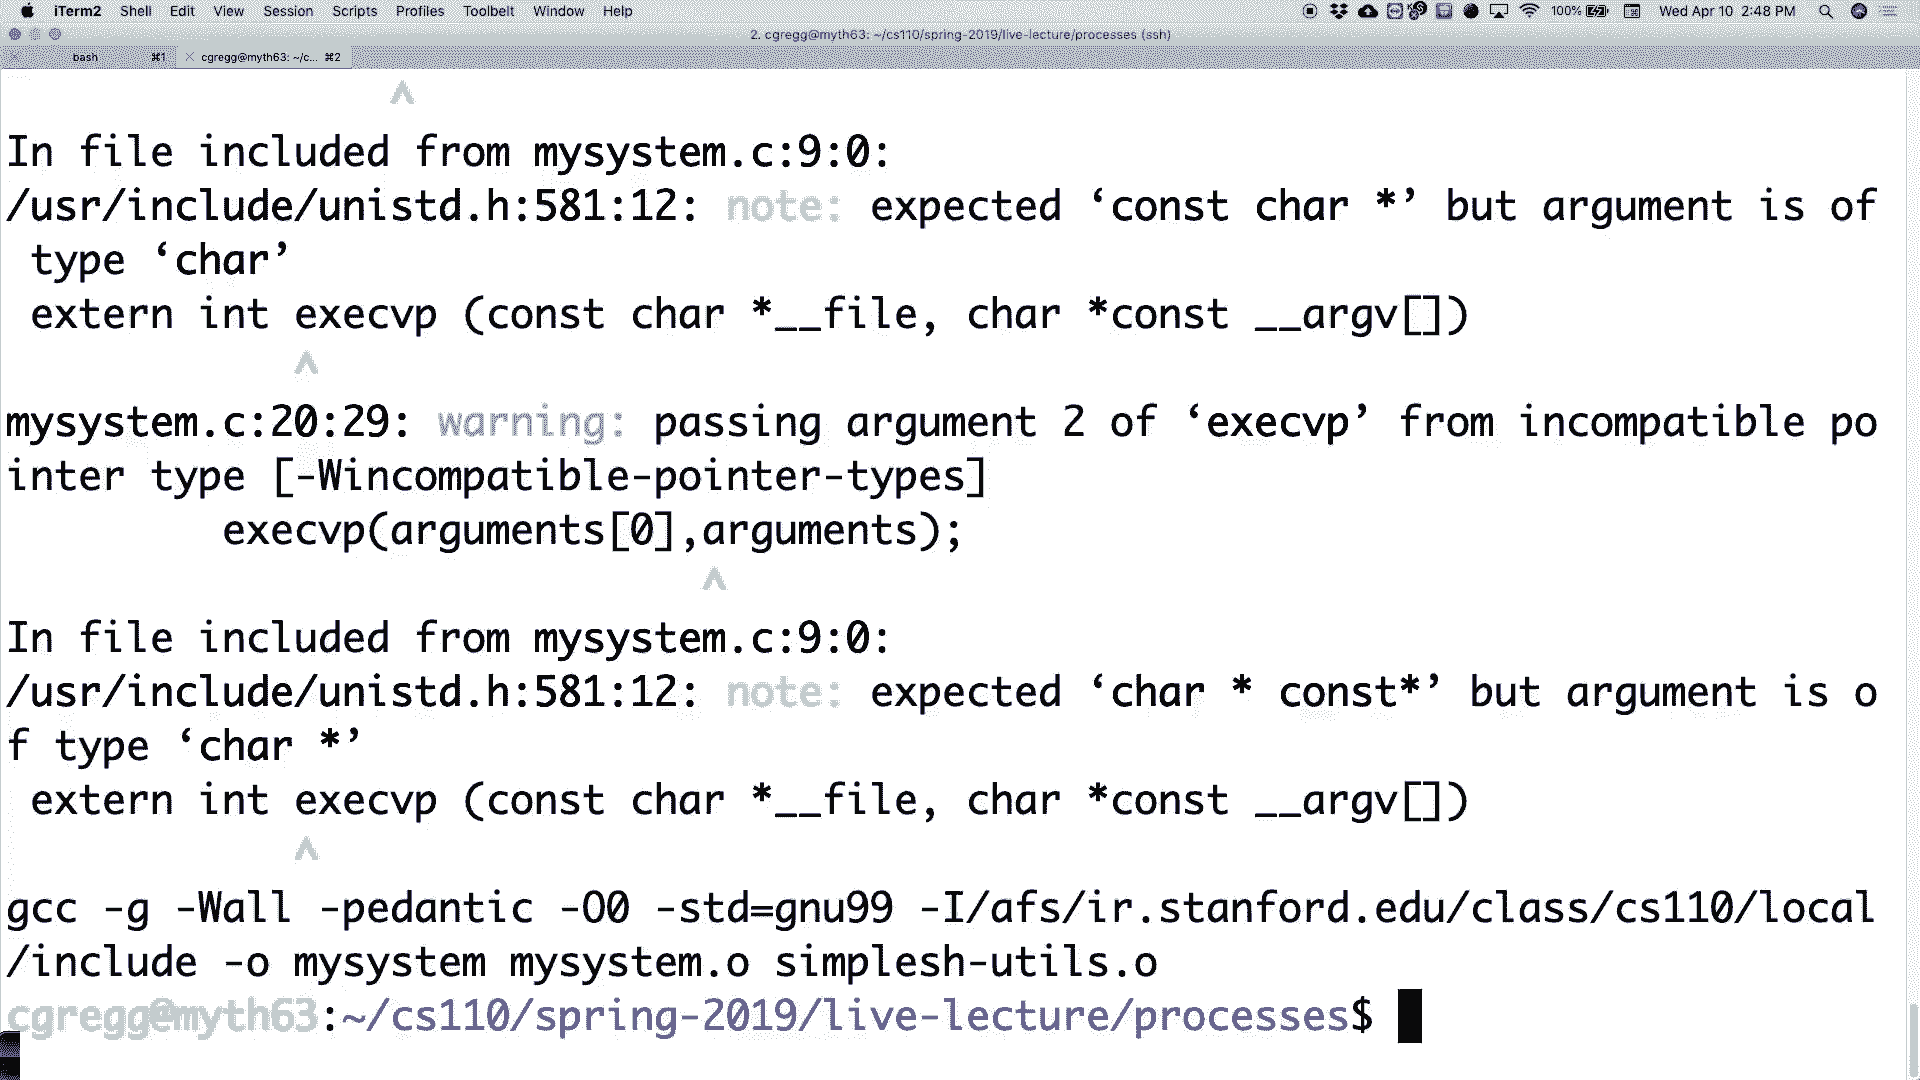 iTerm2 Shell Edit View Session Scripts Profiles Toolbelt Window Help 100% Wed Apr 10 2:48 PM
2. cgregg@myth63: ~/cs110/spring-2019/live-lecture/processes (ssh)
bash ⌘1 cgregg@myth63: ~/c... ⌘2
^
In file included from mysystem.c:9:0:
/usr/include/unistd.h:581:12: note: expected ‘const char *’ but argument is of
type ‘char’
extern int execvp (const char *__file, char *const __argv[])
^
mysystem.c:20:29: warning: passing argument 2 of ‘execvp’ from incompatible po
inter type [-Wincompatible-pointer-types]
execvp(arguments[0],arguments);
^
In file included from mysystem.c:9:0:
/usr/include/unistd.h:581:12: note: expected ‘char * const*’ but argument is o
f type ‘char *’
extern int execvp (const char *__file, char *const __argv[])
^
gcc -g -Wall -pedantic -O0 -std=gnu99 -I/afs/ir.stanford.edu/class/cs110/local
/include -o mysystem mysystem.o simplesh-utils.o
cgregg@myth63:~/cs110/spring-2019/live-lecture/processes$